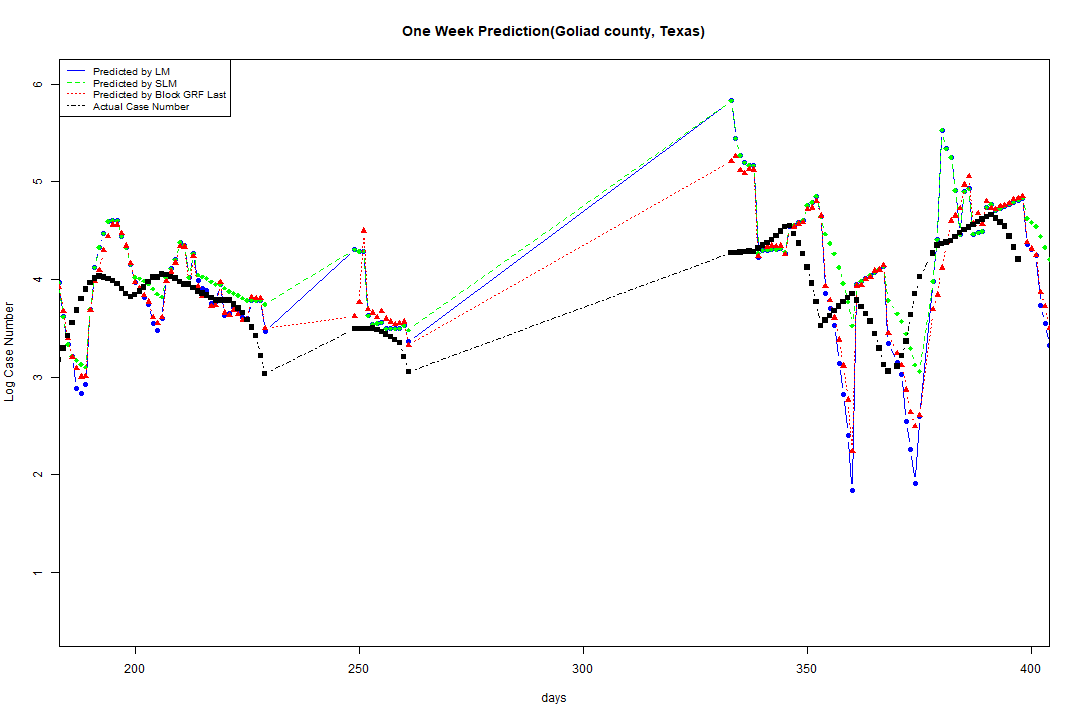 One Week Prediction(Goliad county, Texas)
Predicted by LM
Predicted by SLM
Predicted by Block GRF Last
Actual Case Number
6
5
4
3
2
1
Log Case Number
200 250 300 350 400
days